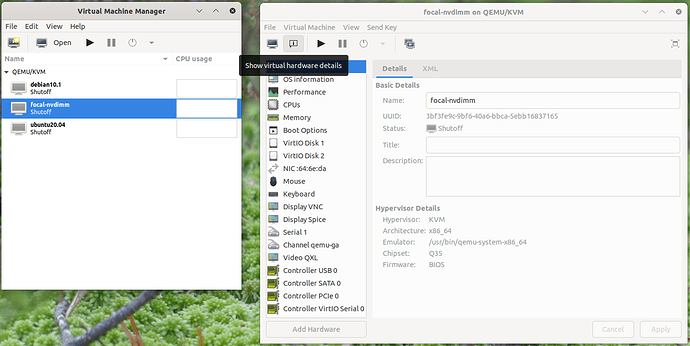 Virtual Machine Manager
File Edit View Help
Open
Name CPU usage
QEMU/KVM
debian10.1
Shutoff
focal-nvdimm
Shutoff
ubuntu20.04
Shutoff
focal-nvdimm on QEMU/KVM
File Virtual Machine View Send Key
Show virtual hardware details
OS information
Performance
CPUs
Memory
Boot Options
VirtIO Disk 1
VirtIO Disk 2
NIC :64:6e:da
Mouse
Keyboard
Display VNC
Display Spice
Serial 1
Channel qemu-ga
Video QXL
Controller USB 0
Controller SATA 0
Controller PCIe 0
Controller VirtIO Serial 0
Add Hardware
Details XML
Basic Details
Name: focal-nvdimm
UUID: 3bf3fe9c-9bf6-40a6-bbca-5ebb16837165
Status: Shutoff
Title:
Description:
Hypervisor Details
Hypervisor: KVM
Architecture: x86_64
Emulator: /usr/bin/qemu-system-x86_64
Chipset: Q35
Firmware: BIOS
Cancel Apply